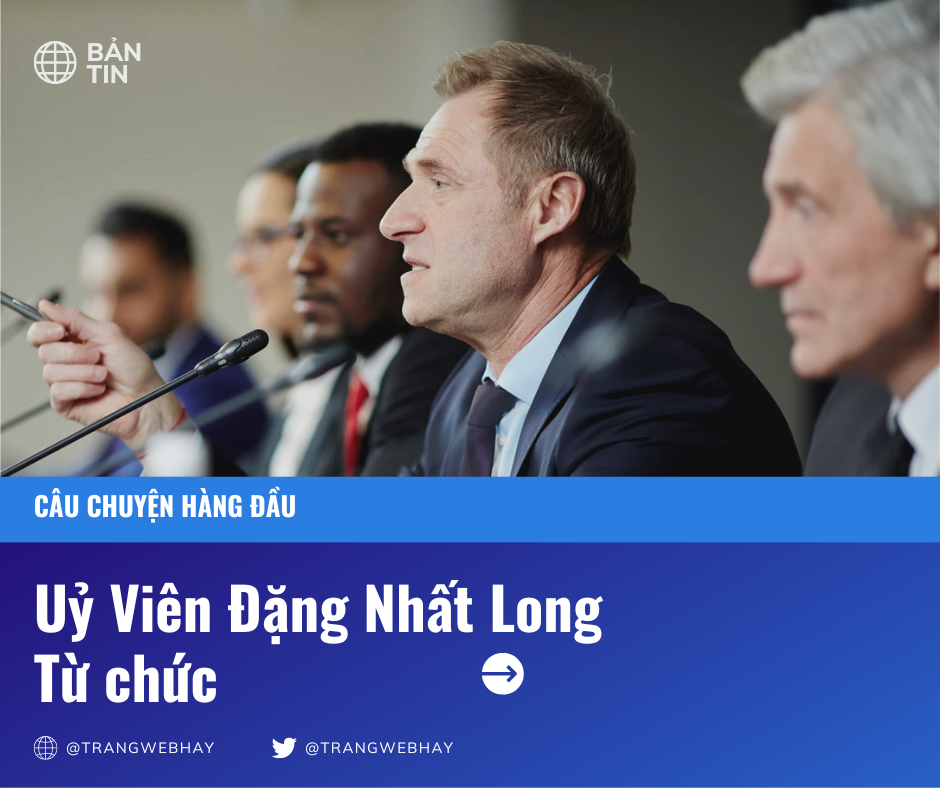 BẢN
TIN
CÂU CHUYỆN HÀNG ĐẦU
Uỷ Viên Đặng Nhất Long
Từ chức
@TRANGWEBHAY
@TRANGWEBHAY